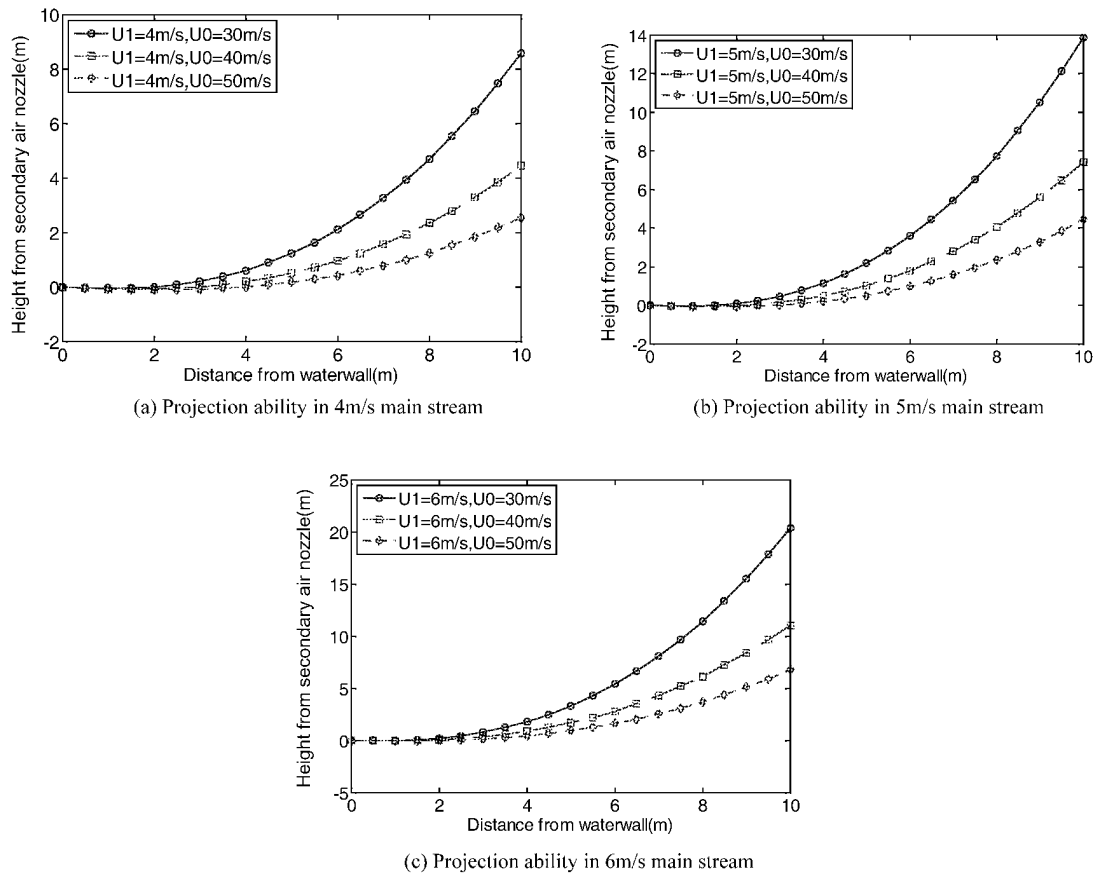 U1=4m/s,U0=30m/s
U1=4m/s,U0=40m/s
U1=4m/s,U0=50m/s
Height from secondary air nozzle(m)
10
8
6
4
2
0
-2
0 2 4 6 8 10
Distance from waterwall(m)
(a) Projection ability in 4m/s main stream
U1=5m/s,U0=30m/s
U1=5m/s,U0=40m/s
U1=5m/s,U0=50m/s
Height from secondary air nozzle(m)
14
12
10
8
6
4
2
0
-2
0 2 4 6 8 10
Distance from waterwall(m)
(b) Projection ability in 5m/s main stream
U1=6m/s,U0=30m/s
U1=6m/s,U0=40m/s
U1=6m/s,U0=50m/s
Height from secondary air nozzle(m)
25
20
15
10
5
0
-5
0 2 4 6 8 10
Distance from waterwall(m)
(c) Projection ability in 6m/s main stream